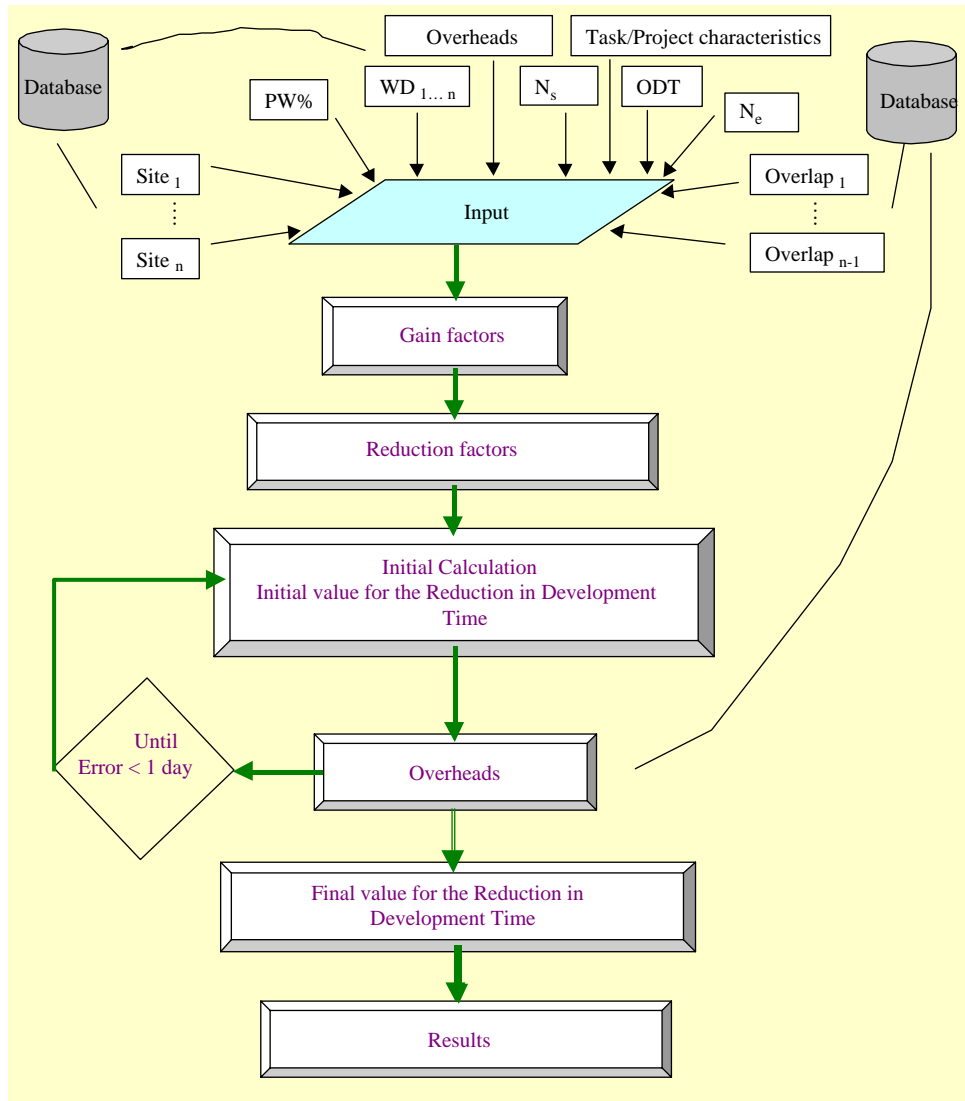 Overheads
Task/Project characteristics
Database
WD 1… n
N s
ODT
Database
PW%
N e
Site 1
Input
Overlap 1
Site n
Overlap n-1
Gain factors
Reduction factors
Initial Calculation
Initial value for the Reduction in Development
Time
Until
Error < 1 day
Overheads
Final value for the Reduction in
Development Time
Results